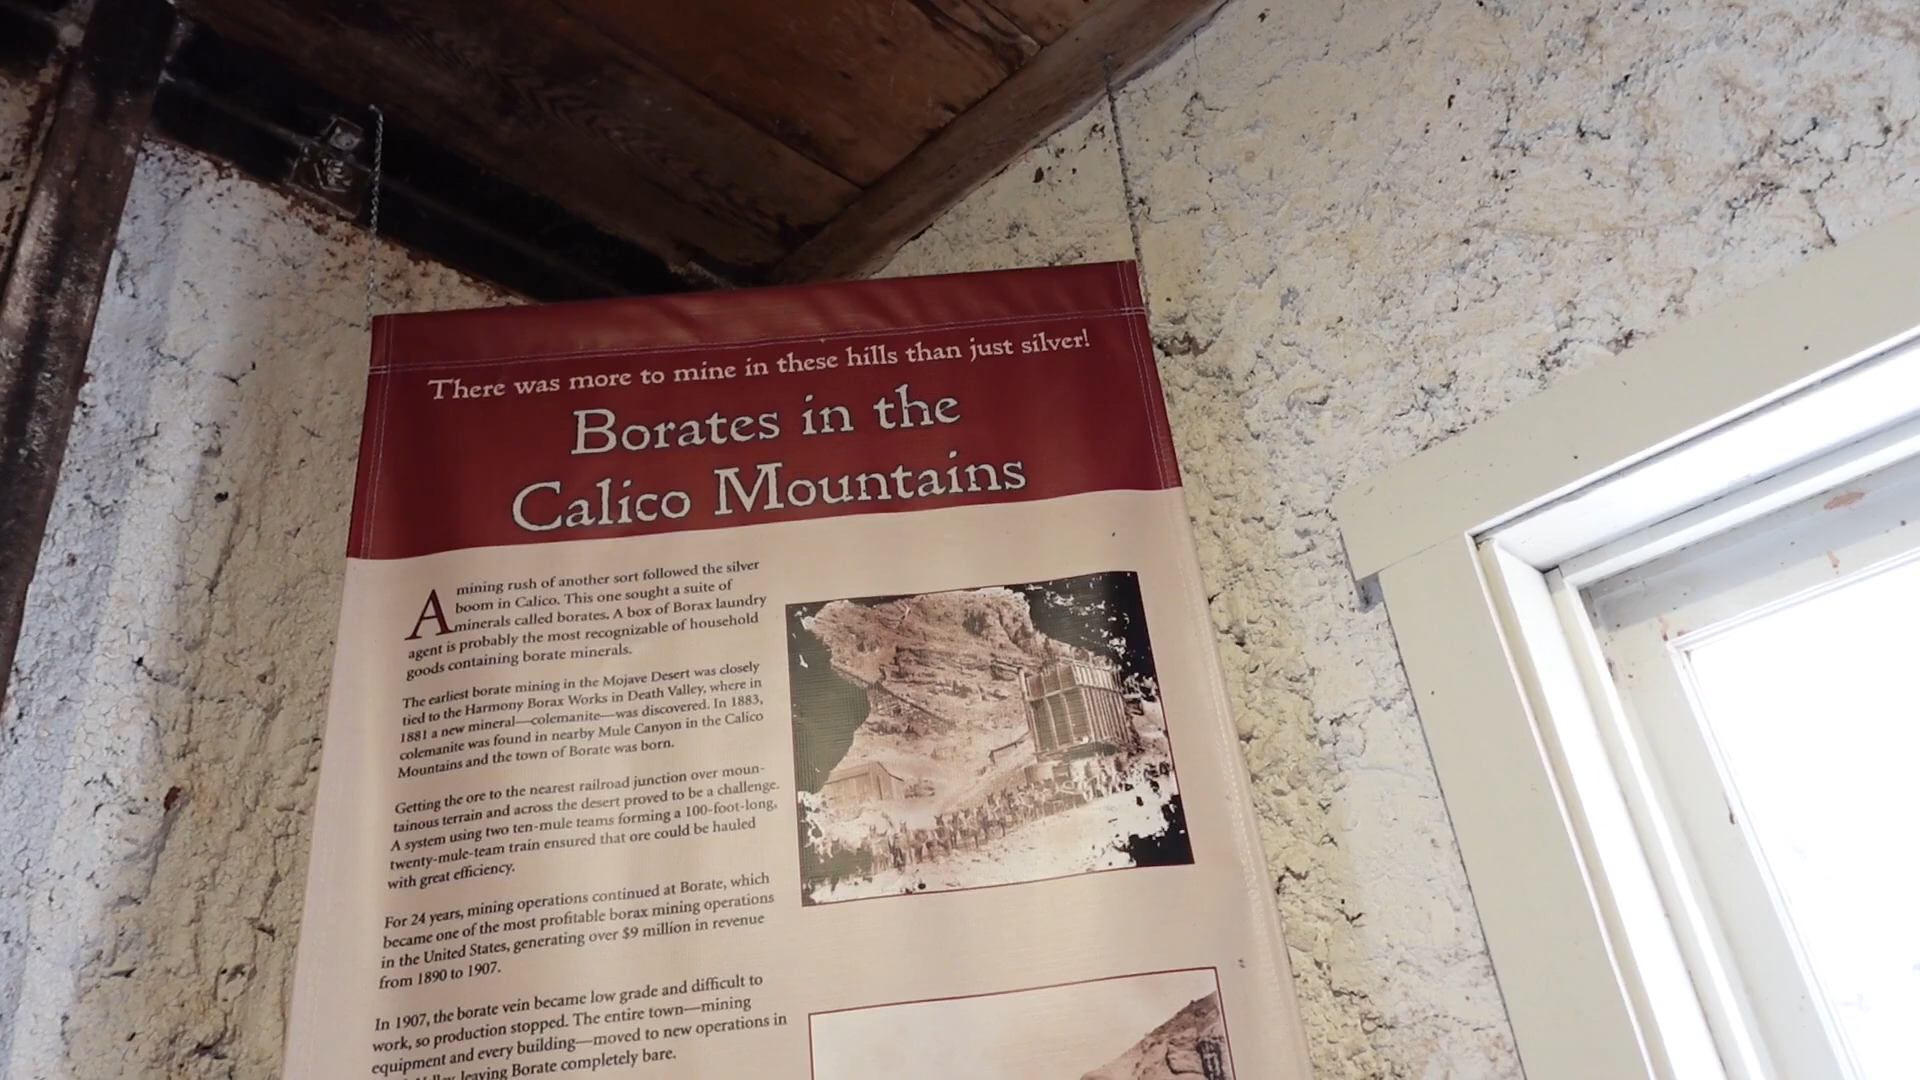 There was more to mine in these hills than just silver!
Borates in the
Calico Mountains
A mining rush of another sort followed the silver
boom in Calico. This one sought a suite of
minerals called borates. A box of Borax laundry
agent is probably the most recognizable of household
goods containing borate minerals.
The earliest borate mining in the Mojave Desert was closely
tied to the Harmony Borax Works in Death Valley, where in
1881 a new mineral—colemanite—was discovered. In 1883,
colemanite was found in nearby Mule Canyon in the Calico
Mountains and the town of Borate was born.
Getting the ore to the nearest railroad junction over moun-
tainous terrain and across the desert proved to be a challenge.
A system using two ten-mule teams forming a 100-foot-long,
twenty-mule-team train ensured that ore could be hauled
with great efficiency.
For 24 years, mining operations continued at Borate, which
became one of the most profitable borax mining operations
in the United States, generating over $9 million in revenue
from 1890 to 1907.
In 1907, the borate vein became low grade and difficult to
work, so production stopped. The entire town—mining
equipment and every building—moved to new operations in
leaving Borate completely bare.